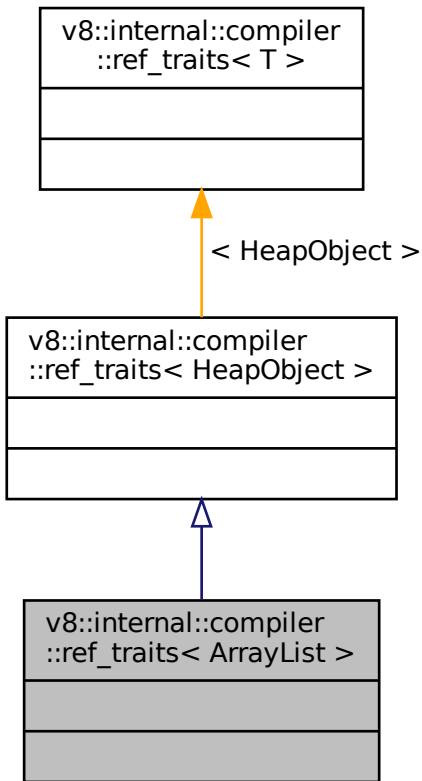 v8::internal::compiler
::ref_traits< T >
< HeapObject >
v8::internal::compiler
::ref_traits< HeapObject >
v8::internal::compiler
::ref_traits< ArrayList >